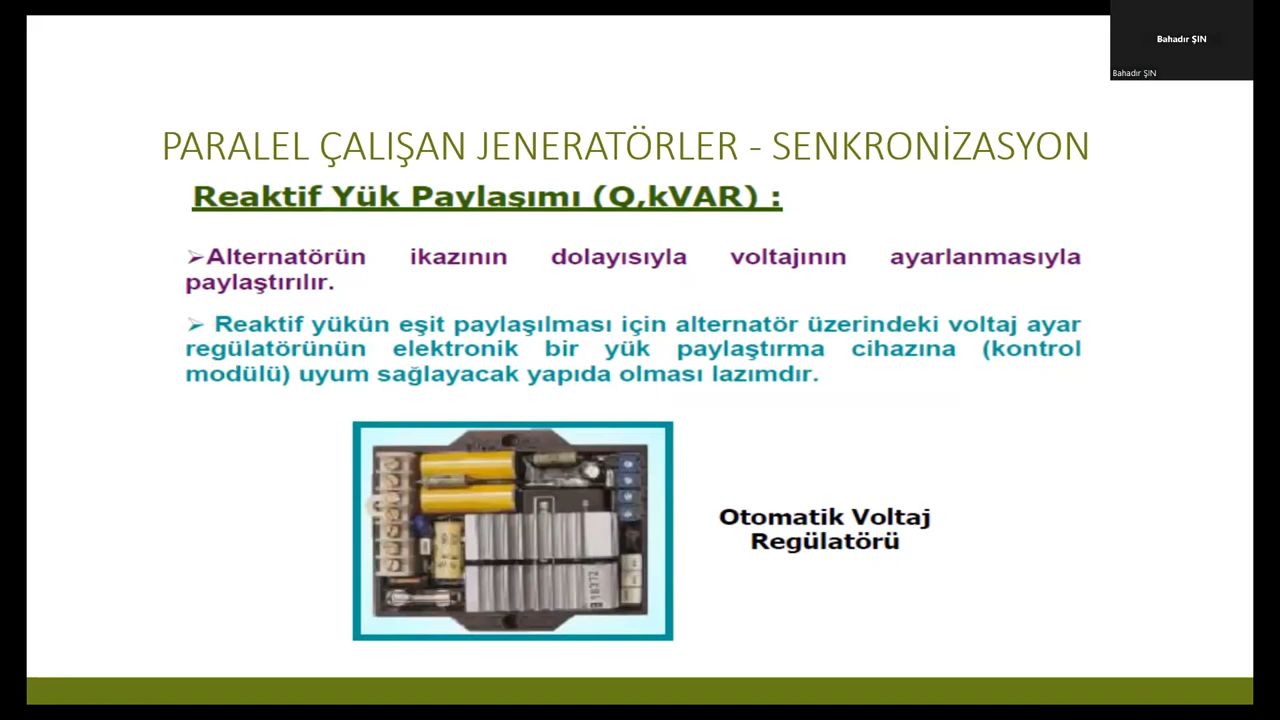 Bahadır ŞIN
Bahadır ŞIN
PARALEL ÇALIŞAN JENERATÖRLER - SENKRONİZASYON
Reaktif Yük Paylaşımı (Q,kVAR) :
➢Alternatörün ikazının dolayısıyla voltajının ayarlanmasıyla
paylaştırılır.
➢ Reaktif yükün eşit paylaşılması için alternatör üzerindeki voltaj ayar
regülatörünün elektronik bir yük paylaştırma cihazına (kontrol
modülü) uyum sağlayacak yapıda olması lazımdır.
18372
Otomatik Voltaj
Regülatörü